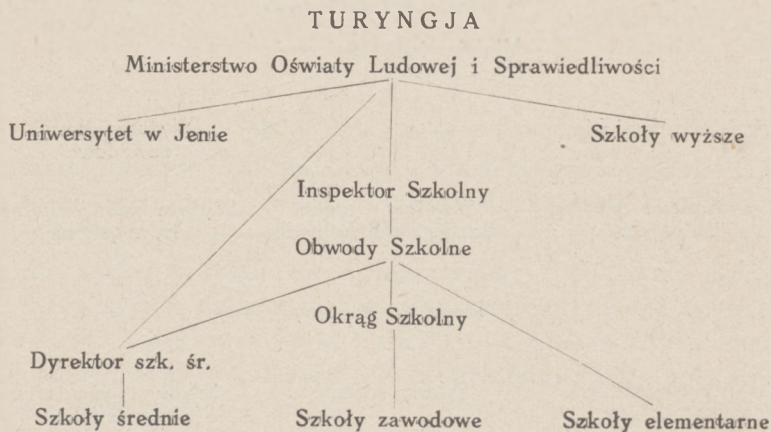 TURYNGJA
Ministerstwo Oświaty Ludowej i Sprawiedliwości
Uniwersytet w Jenie
Szkoły wyższe
Inspektor Szkolny
Obwody Szkolne
Okrąg Szkolny
Dyrektor szk. śr.
Szkoły średnie
Szkoły zawodowe
Szkoły elementarne